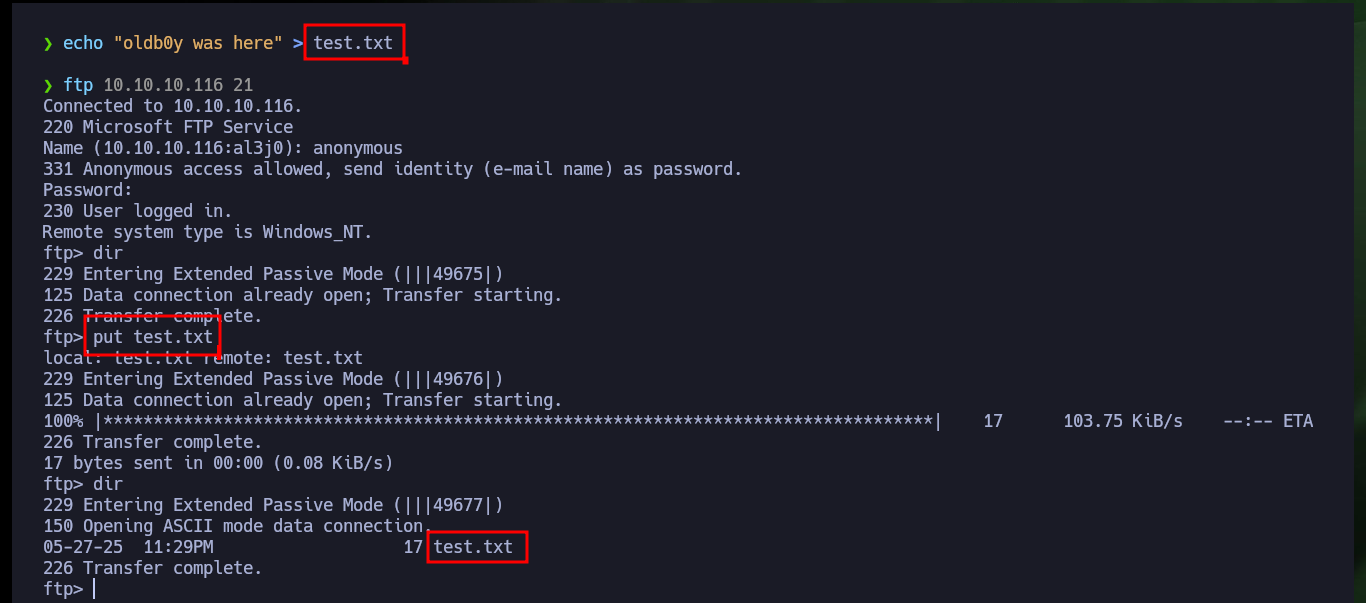 ❯ echo "oldb0y was here" > test.txt
❯ ftp 10.10.10.116 21
Connected to 10.10.10.116.
220 Microsoft FTP Service
Name (10.10.10.116:al3j0): anonymous
331 Anonymous access allowed, send identity (e-mail name) as password.
Password:
230 User logged in.
Remote system type is Windows_NT.
ftp> dir
229 Entering Extended Passive Mode (|||49675|)
125 Data connection already open; Transfer starting.
226 Transfer complete.
ftp> put test.txt
local: test.txt remote: test.txt
229 Entering Extended Passive Mode (|||49676|)
125 Data connection already open; Transfer starting.
100% |***********************************************************************************| 17 103.75 KiB/s --:-- ETA
226 Transfer complete.
17 bytes sent in 00:00 (0.08 KiB/s)
ftp> dir
229 Entering Extended Passive Mode (|||49677|)
150 Opening ASCII mode data connection.
05-27-25 11:29PM 17 test.txt
226 Transfer complete.
ftp>